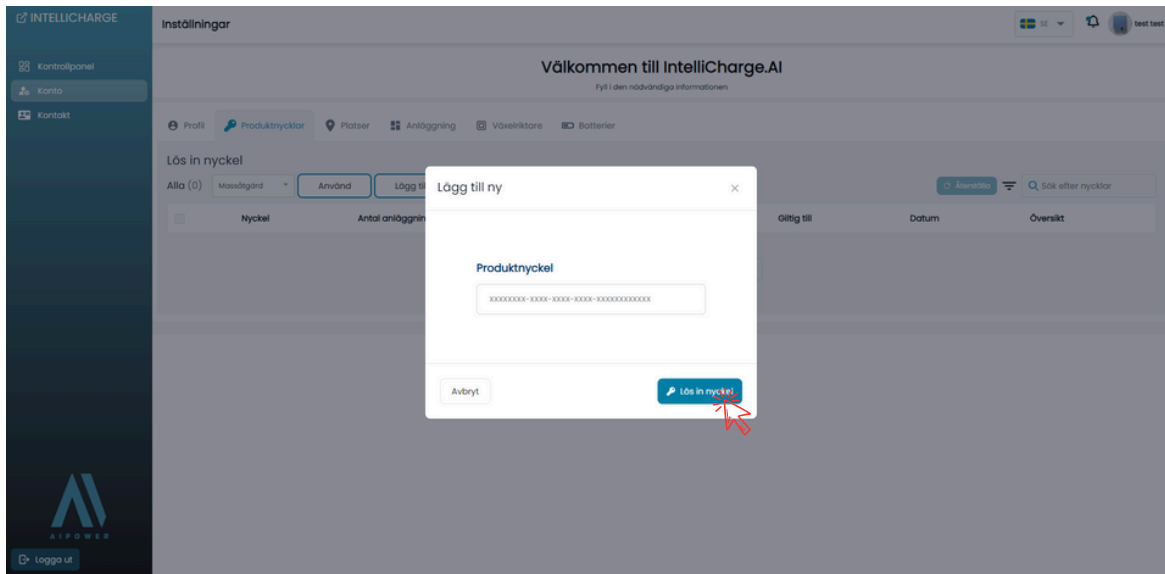 INTELLICHARGE
Inställningar
SE
test test
Kontrollpanel
Konto
Kontakt
Välkommen till IntelliCharge.AI
Fyll i den nödvändiga informationen
Profil
Produktnycklar
Platser
Anläggning
Växelriktare
Batterier
Lös in nyckel
Alla (0)
Massåtgärd
Använd
Lägg til
Återställa
Sök efter nycklar
Nyckel
Antal anläggnin
Giltig till
Datum
Översikt
Lägg till ny
Produktnyckel
xxxxxxxx-xxxx-xxxx-xxxx-xxxxxxxxxxxx
Avbryt
Lös in nyckel
AIPOWER
Logga ut